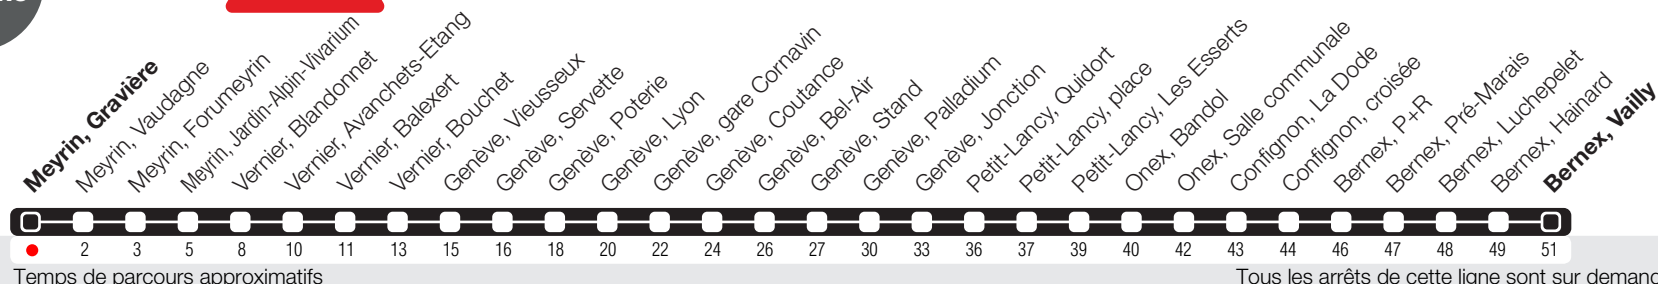 Meyrin, Gravière
Meyrin, Vaudagne
Meyrin, Forumeyrin
Meyrin, Jardin-Alpin-Vivarium
Vernier, Blandonnet
Vernier, Avanchets-Etang
Vernier, Balexert
Vernier, Bouchet
Genève, Vieusseux
Genève, Servette
Genève, Poterie
Genève, Lyon
Genève, gare Cornavin
Genève, Coutance
Genève, Bel-Air
Genève, Stand
Genève, Palladium
Genève, Jonction
Petit-Lancy, Quidort
Petit-Lancy, place
Petit-Lancy, Les Esserts
Onex, Bandol
Onex, Salle communale
Confignon, La Dode
Confignon, croisée
Bernex, P+R
Bernex, Pré-Marais
Bernex, Luchepelet
Bernex, Hainard
Bernex, Vailly
2 3 5 8 10 11 13 15 16 18 20 22 24 26 27 30 33 36 37 39 40 42 43 44 46 47 48 49 51
Temps de parcours approximatifs
Tous les arrêts de cette ligne sont sur demand